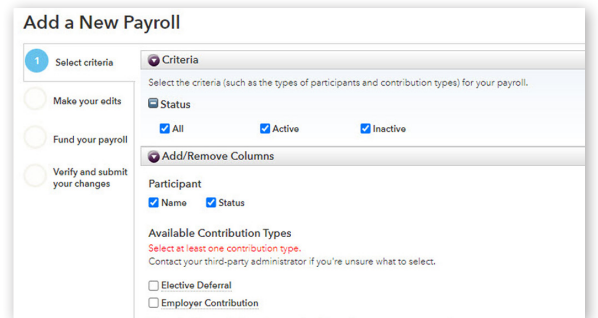 Add a New Payroll
1 Select criteria
Make your edits
Fund your payroll
Verify and submit
your changes
Criteria
Select the criteria (such as the types of participants and contribution types) for your payroll.
Status
All Active Inactive
Add/Remove Columns
Participant
Name Status
Available Contribution Types
Select at least one contribution type.
Contact your third-party administrator if you're unsure what to select.
Elective Deferral
Employer Contribution